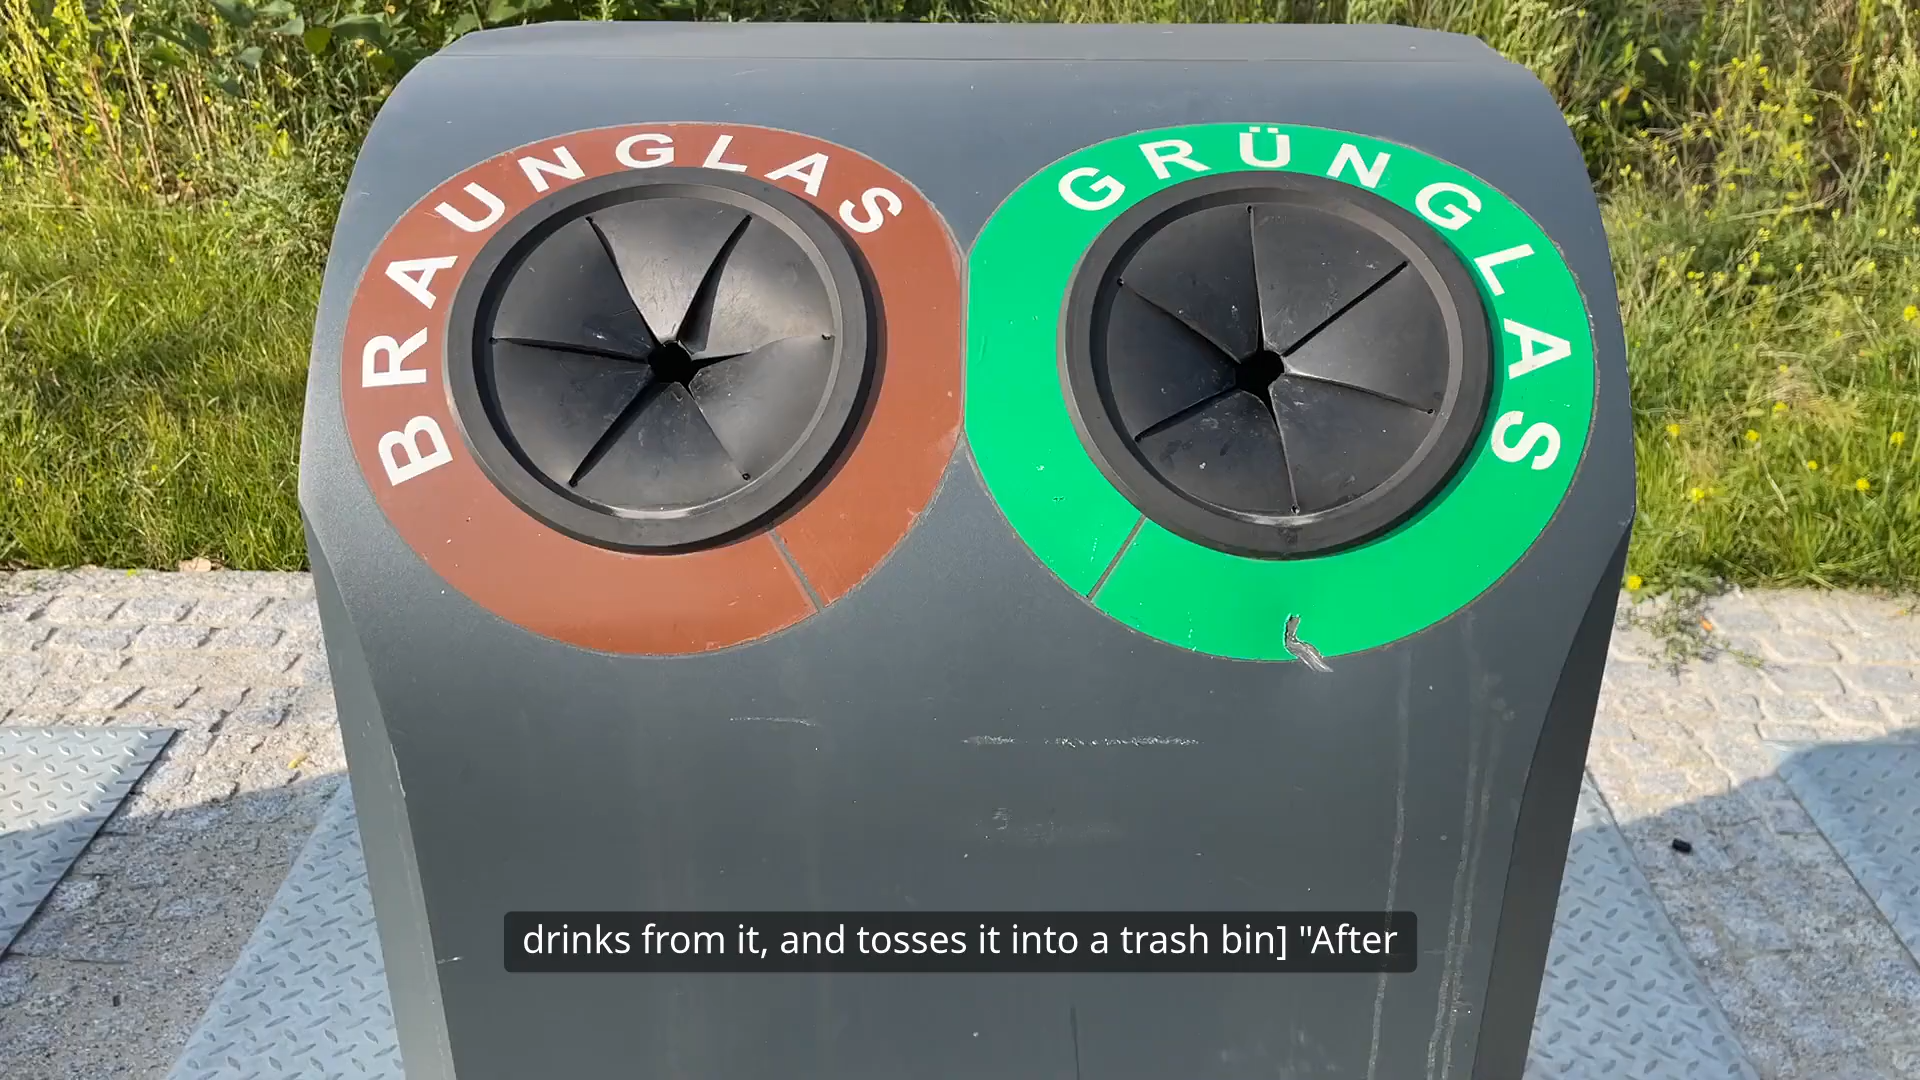 BRAUNGLAS
GRÜNGLAS
drinks from it, and tosses it into a trash bin] "After